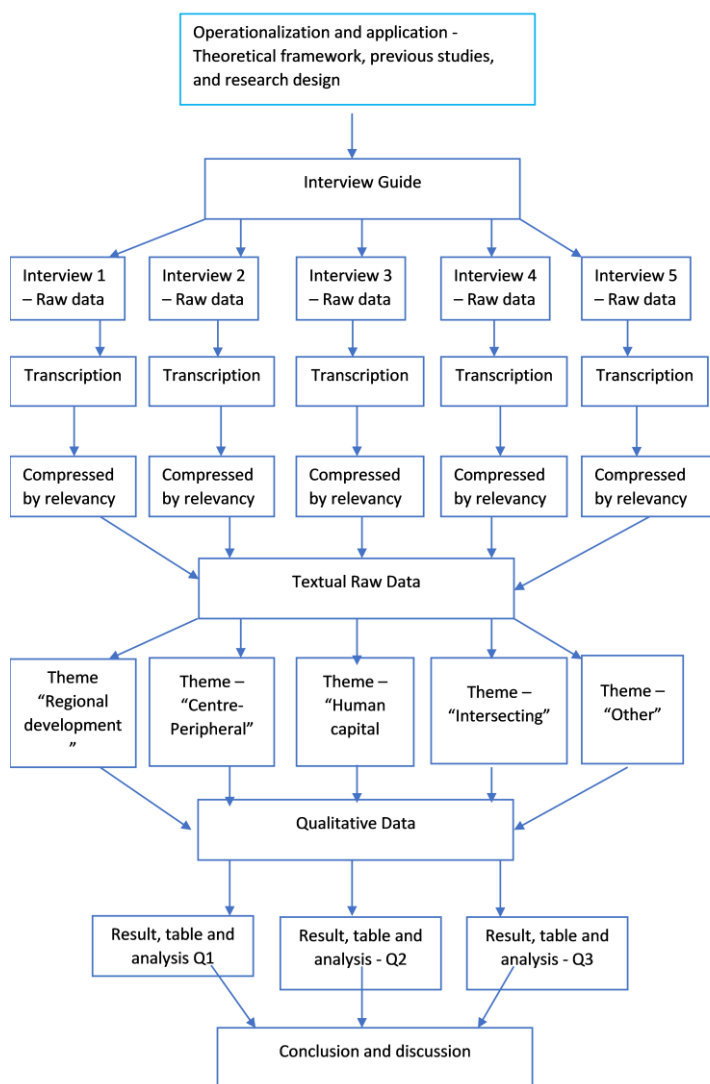 Operationalization and application -
Theoretical framework, previous studies,
and research design
Interview Guide
Interview 1
– Raw data
Interview 2
– Raw data
Interview 3
– Raw data
Interview 4
– Raw data
Interview 5
– Raw data
Transcription
Transcription
Transcription
Transcription
Transcription
Compressed
by relevancy
Compressed
by relevancy
Compressed
by relevancy
Compressed
by relevancy
Compressed
by relevancy
Textual Raw Data
Theme
“Regional
development
”
Theme –
“Centre-
Peripheral”
Theme –
“Human
capital
Theme –
“Intersecting”
Theme –
“Other”
Qualitative Data
Result, table and
analysis Q1
Result, table and
analysis - Q2
Result, table and
analysis - Q3
Conclusion and discussion